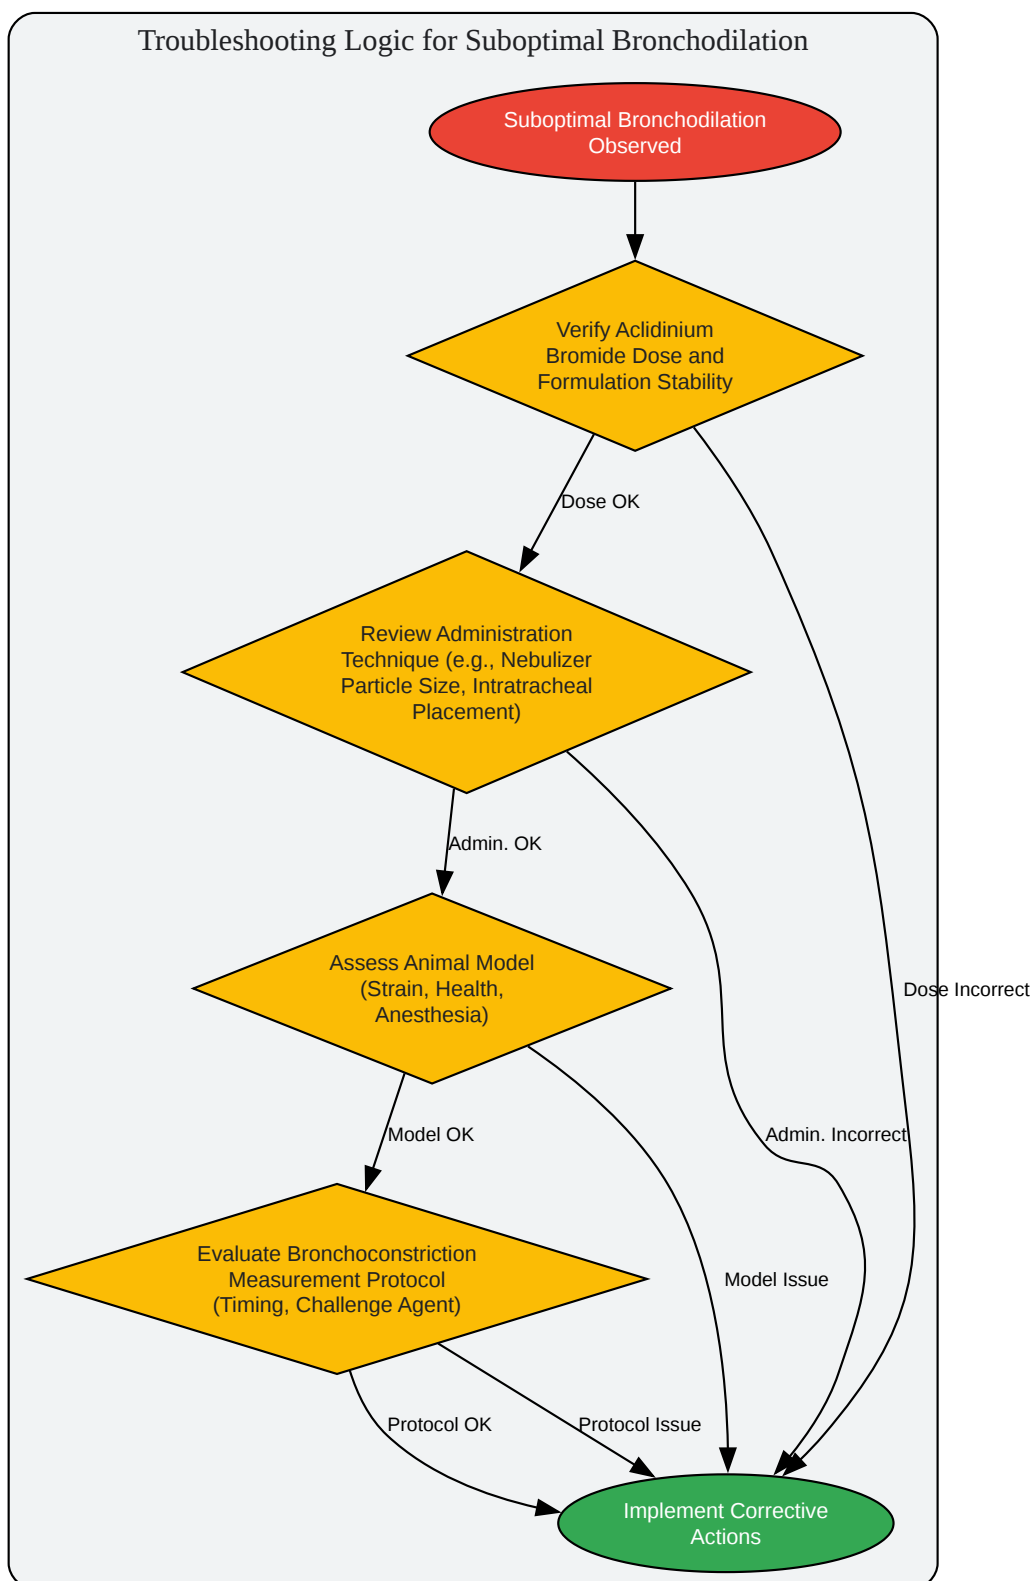 Troubleshooting Logic for Suboptimal Bronchodilation
Suboptimal Bronchodilation
Observed
Verify Aclidinium
Bromide Dose and
Formulation Stability
Dose OK
Review Administration
Technique (e.g., Nebulizer
Particle Size, Intratracheal
Placement)
Admin. OK
Assess Animal Model
(Strain, Health,
Anesthesia)
Dose Incorrect
Model OK
Admin. Incorrect
Evaluate Bronchoconstriction
Measurement Protocol
(Timing, Challenge Agent)
Model Issue
Protocol OK
Protocol Issue
Implement Corrective
Actions